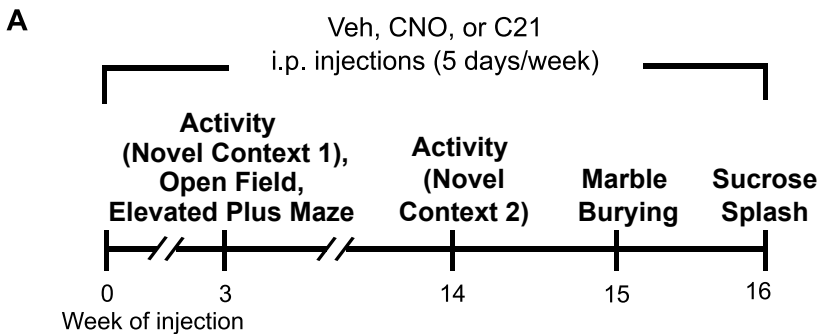 A
Veh, CNO, or C21
i.p. injections (5 days/week)
Activity
(Novel Context 1),
Open Field,
Elevated Plus Maze
Activity
(Novel
Context 2)
Marble
Burying
Sucrose
Splash
0 3 14 15 16
Week of injection